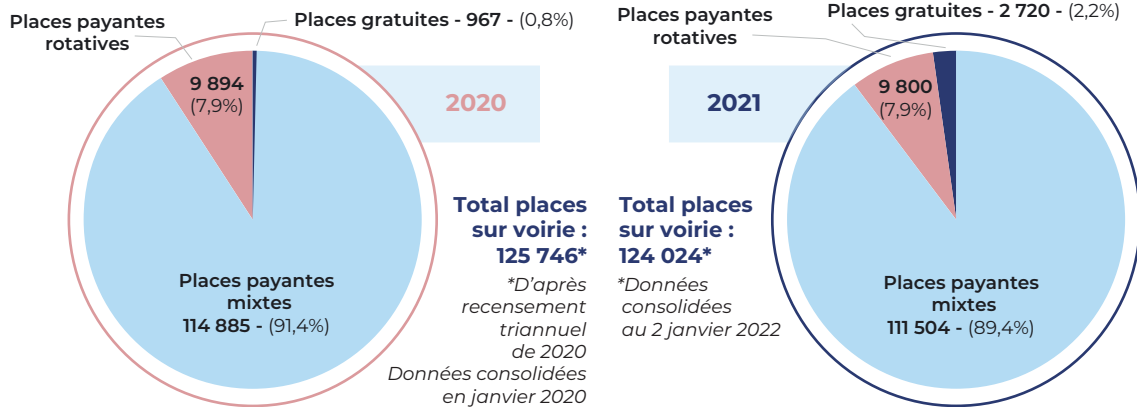 Places payantes
rotatives
Places gratuites - 967 - (0,8%)
9 894
(7,9%)
2020
Total places
sur voirie :
125 746*
*D'après
recensement
triannuel
de 2020
Données consolidées
en janvier 2020
Places payantes
mixtes
114 885 - (91,4%)
Places payantes
rotatives
Places gratuites - 2 720 - (2,2%)
9 800
(7,9%)
2021
Total places
sur voirie :
124 024*
*Données
consolidées
au 2 janvier 2022
Places payantes
mixtes
111 504 - (89,4%)